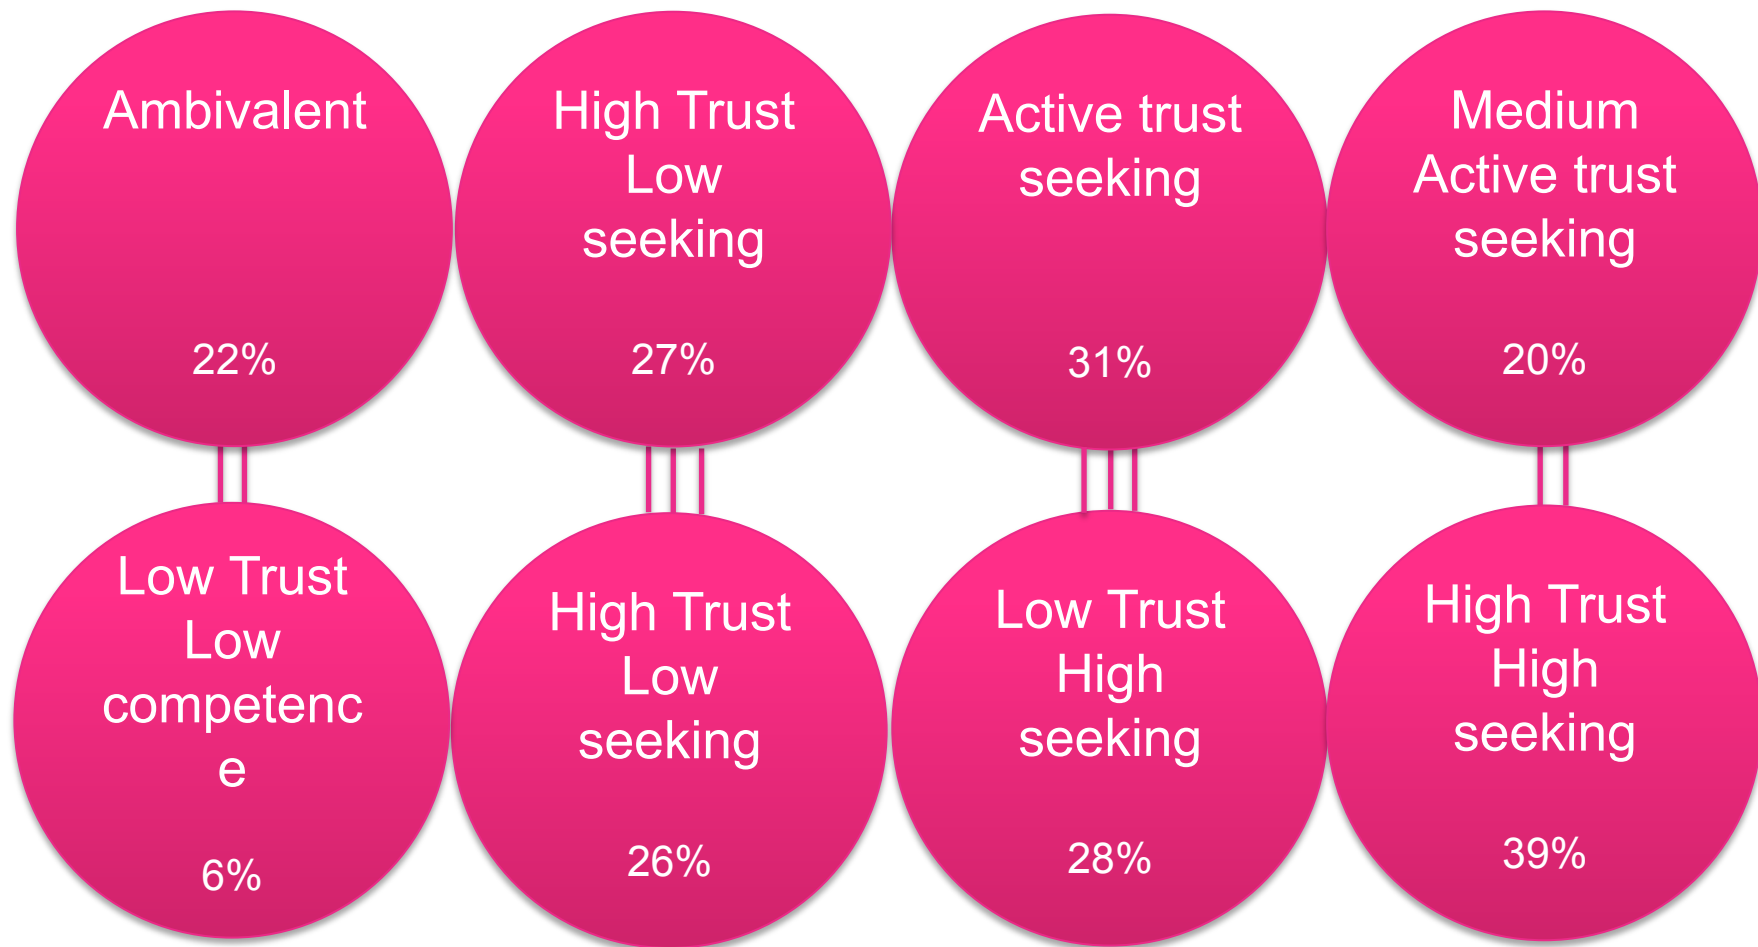 Ambivalent
22%
High Trust
Low
seeking
27%
Active trust
seeking
31%
Medium
Active trust
seeking
20%
Low Trust
Low
competenc
e
6%
High Trust
Low
seeking
26%
Low Trust
High
seeking
28%
High Trust
High
seeking
39%